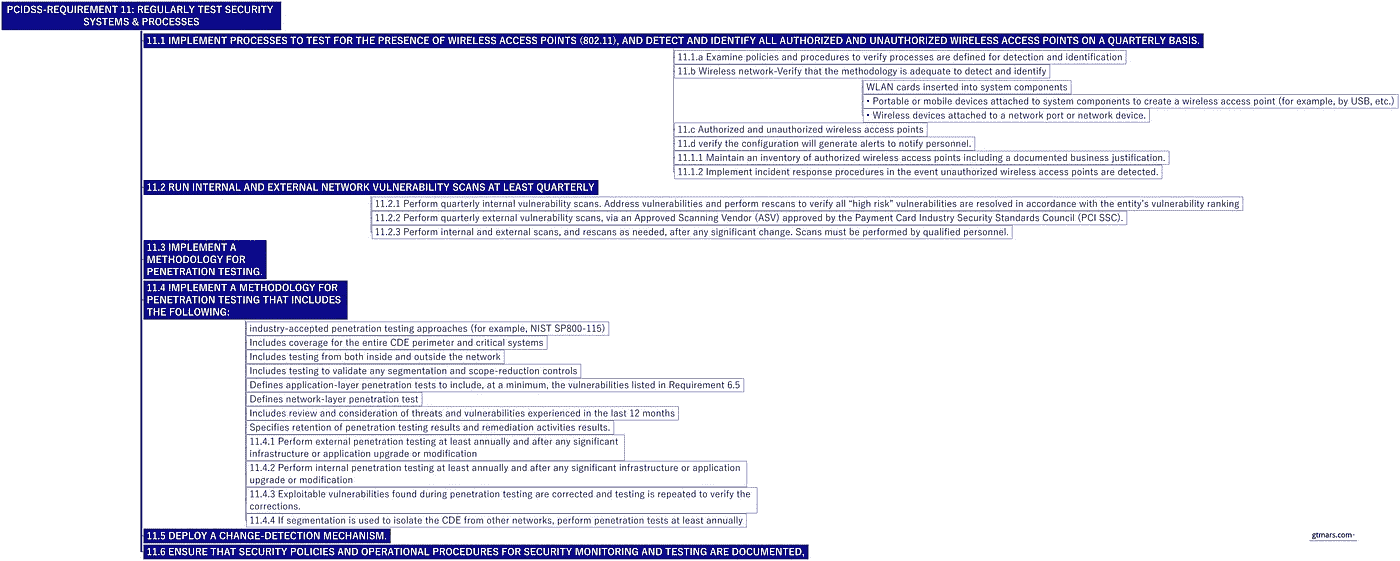 PCIDSS-REQUIREMENT 11: REGULARLY TEST SECURITY
SYSTEMS & PROCESSES
11.1 IMPLEMENT PROCESSES TO TEST FOR THE PRESENCE OF WIRELESS ACCESS POINTS (802.11), AND DETECT AND IDENTIFY ALL AUTHORIZED AND UNAUTHORIZED WIRELESS ACCESS POINTS ON A QUARTERLY BASIS.
11.1.a Examine policies and procedures to verify processes are defined for detection and identification
11.b Wireless network-Verify that the methodology is adequate to detect and identify
WLAN cards inserted into system components
• Portable or mobile devices attached to system components to create a wireless access point (for example, by USB, etc.)
• Wireless devices attached to a network port or network device.
11.c Authorized and unauthorized wireless access points
11.d verify the configuration will generate alerts to notify personnel.
11.1.1 Maintain an inventory of authorized wireless access points including a documented business justification.
11.1.2 Implement incident response procedures in the event unauthorized wireless access points are detected.
11.2 RUN INTERNAL AND EXTERNAL NETWORK VULNERABILITY SCANS AT LEAST QUARTERLY
11.2.1 Perform quarterly internal vulnerability scans. Address vulnerabilities and perform rescans to verify all “high risk” vulnerabilities are resolved in accordance with the entity’s vulnerability ranking
11.2.2 Perform quarterly external vulnerability scans, via an Approved Scanning Vendor (ASV) approved by the Payment Card Industry Security Standards Council (PCI SSC).
11.2.3 Perform internal and external scans, and rescans as needed, after any significant change. Scans must be performed by qualified personnel.
11.3 IMPLEMENT A
METHODOLOGY FOR
PENETRATION TESTING.
11.4 IMPLEMENT A METHODOLOGY FOR
PENETRATION TESTING THAT INCLUDES
THE FOLLOWING:
industry-accepted penetration testing approaches (for example, NIST SP800-115)
Includes coverage for the entire CDE perimeter and critical systems
Includes testing from both inside and outside the network
Includes testing to validate any segmentation and scope-reduction controls
Defines application-layer penetration tests to include, at a minimum, the vulnerabilities listed in Requirement 6.5
Defines network-layer penetration test
Includes review and consideration of threats and vulnerabilities experienced in the last 12 months
Specifies retention of penetration testing results and remediation activities results.
11.4.1 Perform external penetration testing at least annually and after any significant
infrastructure or application upgrade or modification
11.4.2 Perform internal penetration testing at least annually and after any significant infrastructure or application
upgrade or modification
11.4.3 Exploitable vulnerabilities found during penetration testing are corrected and testing is repeated to verify the
corrections.
11.4.4 If segmentation is used to isolate the CDE from other networks, perform penetration tests at least annually
11.5 DEPLOY A CHANGE-DETECTION MECHANISM.
11.6 ENSURE THAT SECURITY POLICIES AND OPERATIONAL PROCEDURES FOR SECURITY MONITORING AND TESTING ARE DOCUMENTED,
gtmars.com